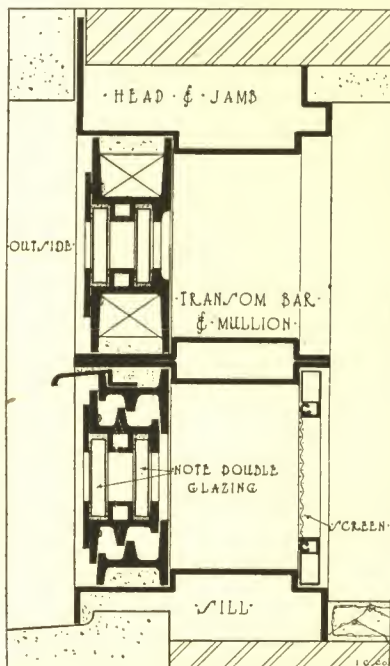 ·HEAD & JAMB·
OUTSIDE·
·TRANSOM BAR·
& MULLION·
NOTE DOUBLE
GLAZING
SCREEN
·SILL·